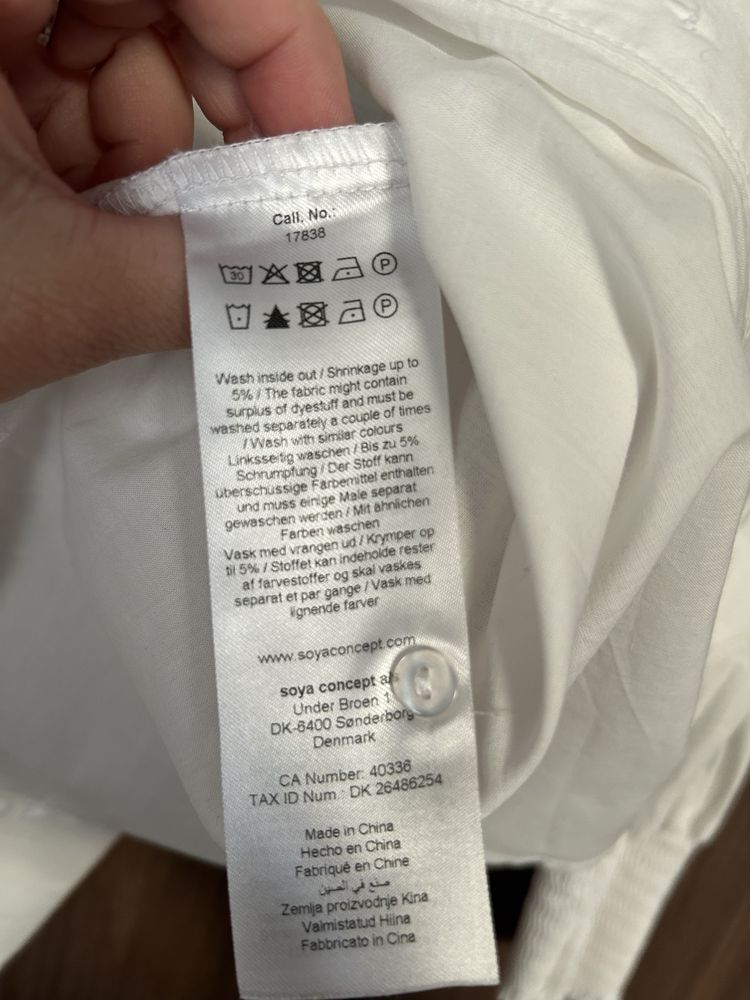 Call. No.:
17838
30 P
P
Wash inside out / Shrinkage up to
5% / The fabric might contain
surplus of dyestuff and must be
washed separately a couple of times
/ Wash with similar colours
Linksseitig waschen / Bis zu 5%
Schrumpfung / Der Stoff kann
überschüssige Farbemittel enthalten
und muss einige Male separat
gewaschen werden / Mit ähnlichen
Farben waschen
Vask med vrangen ud / Krymper op
til 5% / Stoffet kan indeholde rester
af farvestoffer og skal vaskes
separat et par gange / Vask med
lignende farver
www.soyaconcept.com
soya concept a/s
Under Broen 1
DK-6400 Sønderborg
Denmark
CA Number: 40336
TAX ID Num.: DK 26486254
Made in China
Hecho en China
Fabriqué en Chine
صنع في الصين
Zemlja proizvodnje Kina
Valmistatud Hiina
Fabbricato in Cina